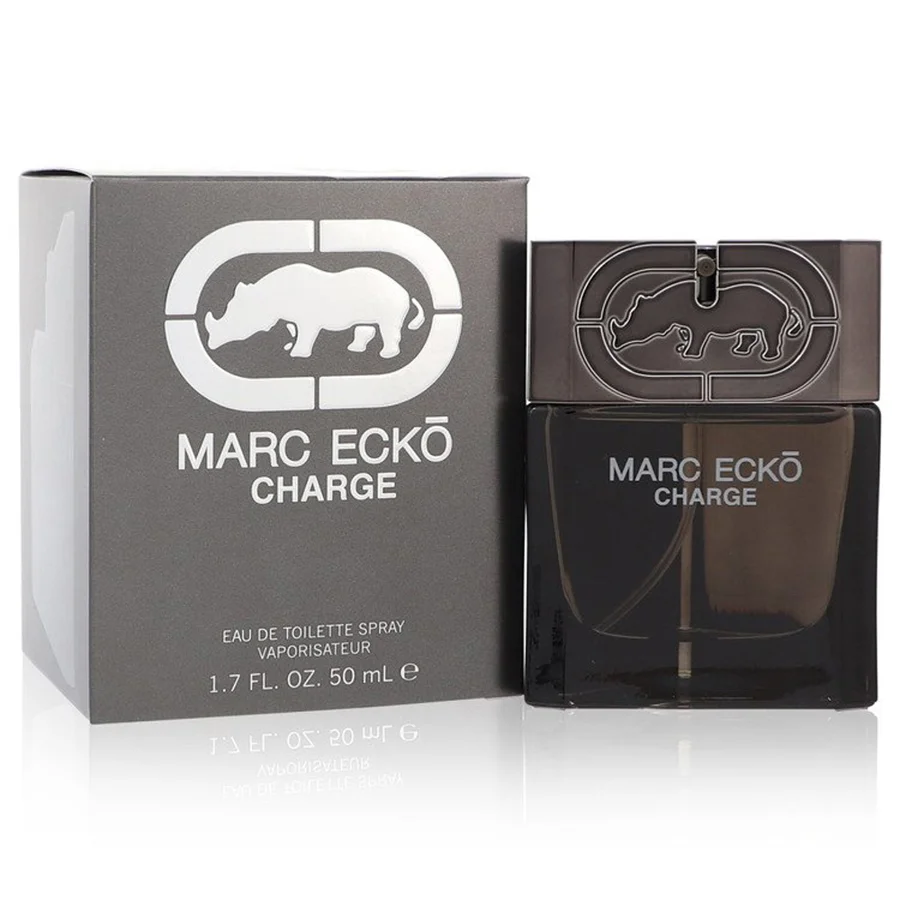 MARC ECKŌ
CHARGE
EAU DE TOILETTE SPRAY
VAPORISATEUR
1.7 FL. OZ. 50 mL ℮
MARC ECKŌ
CHARGE